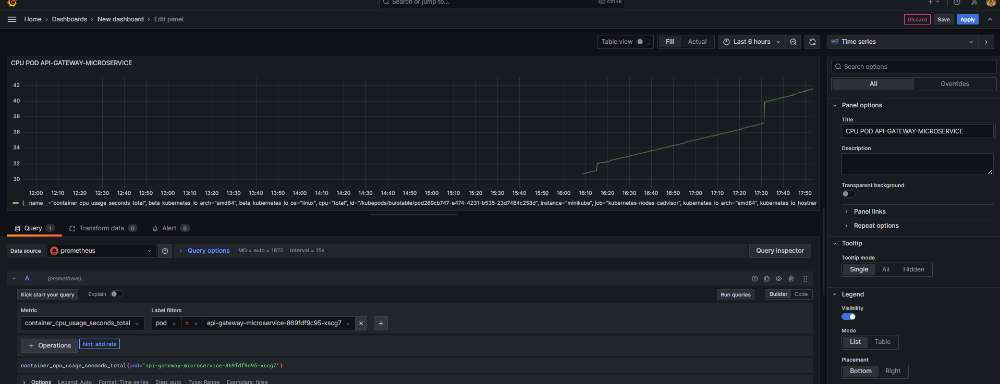 Search or jump to...
ctrl+k
Home › Dashboards › New dashboard › Edit panel
Discard
Save
Apply
Table view
Fill
Actual
Last 6 hours
Time series
CPU POD API-GATEWAY-MICROSERVICE
42
40
38
36
34
32
30
12:00 12:10 12:20 12:30 12:40 12:50 13:00 13:10 13:20 13:30 13:40 13:50 14:00 14:10 14:20 14:30 14:40 14:50 15:00 15:10 15:20 15:30 15:40 15:50 16:00 16:10 16:20 16:30 16:40 16:50 17:00 17:10 17:20 17:30 17:40 17:50
{__name__="container_cpu_usage_seconds_total", beta_kubernetes_io_arch="amd64", beta_kubernetes_io_os="linux", cpu="total", id="/kubepods/burstable/pod269cb747-e474-4231-b535-23d7484c258d", instance="minikube", job="kubernetes-nodes-cadvisor", kubernetes_io_arch="amd64", kubernetes_io_hostnar
Query 1
Transform data 0
Alert 0
Data source
prometheus
Query options
MD = auto = 1872
Interval = 15s
Query inspector
A
(prometheus)
Kick start your query
Explain
Run queries
Builder
Code
Metric
Label filters
container_cpu_usage_seconds_total
pod
=
api-gateway-microservice-869fdf9c95-xscg7
+ Operations
hint: add rate
container_cpu_usage_seconds_total{pod="api-gateway-microservice-869fdf9c95-xscg7"}
Options
Legend: Auto
Format: Time series
Step: auto
Type: Range
Exemplars: false
Search options
All
Overrides
Panel options
Title
CPU POD API-GATEWAY-MICROSERVICE
Description
Transparent background
Panel links
Repeat options
Tooltip
Tooltip mode
Single
All
Hidden
Legend
Visibility
Mode
List
Table
Placement
Bottom
Right